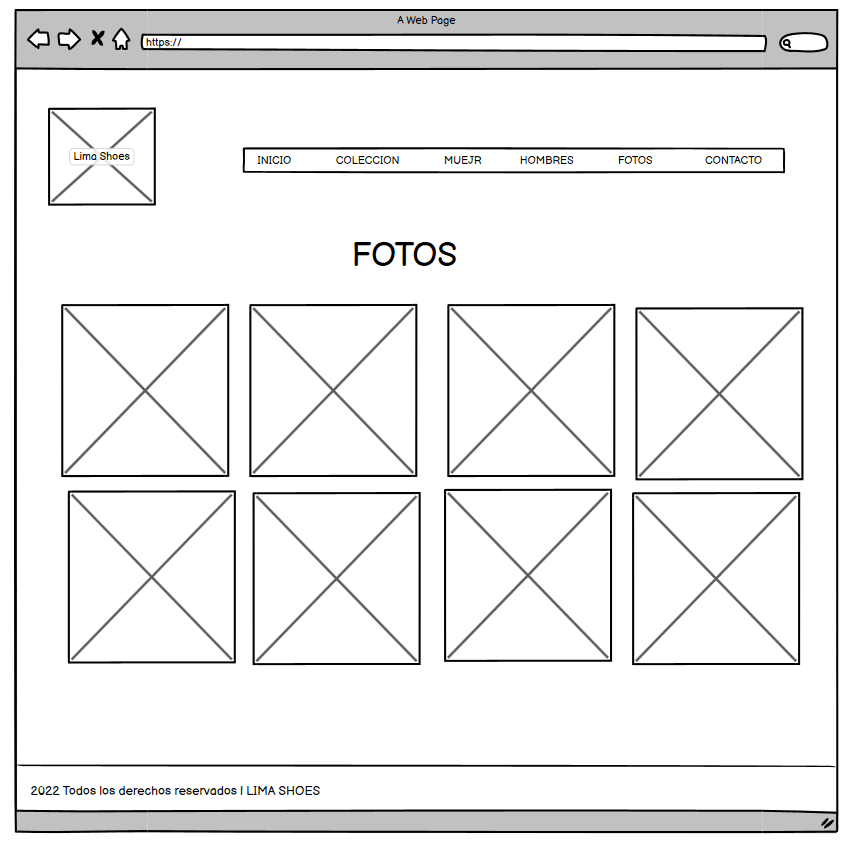 A Web Page
https://
Lima Shoes
INICIO COLECCION MUEJR HOMBRES FOTOS CONTACTO
FOTOS
2022 Todos los derechos reservados | LIMA SHOES